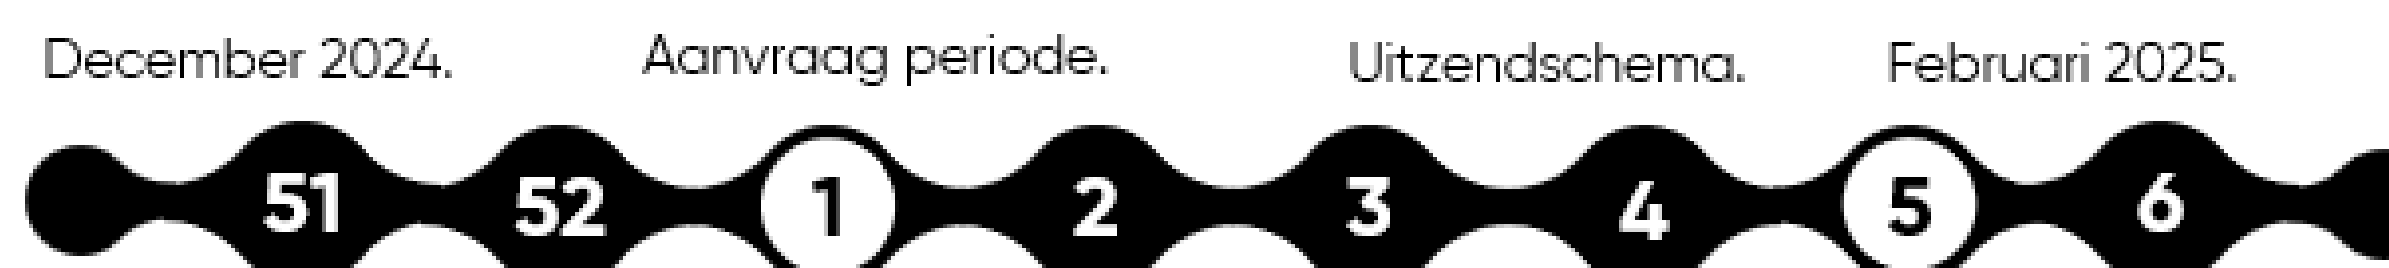 December 2024. Aanvraag periode. Uitzendschema. Februari 2025.
51 52 1 2 3 4 5 6